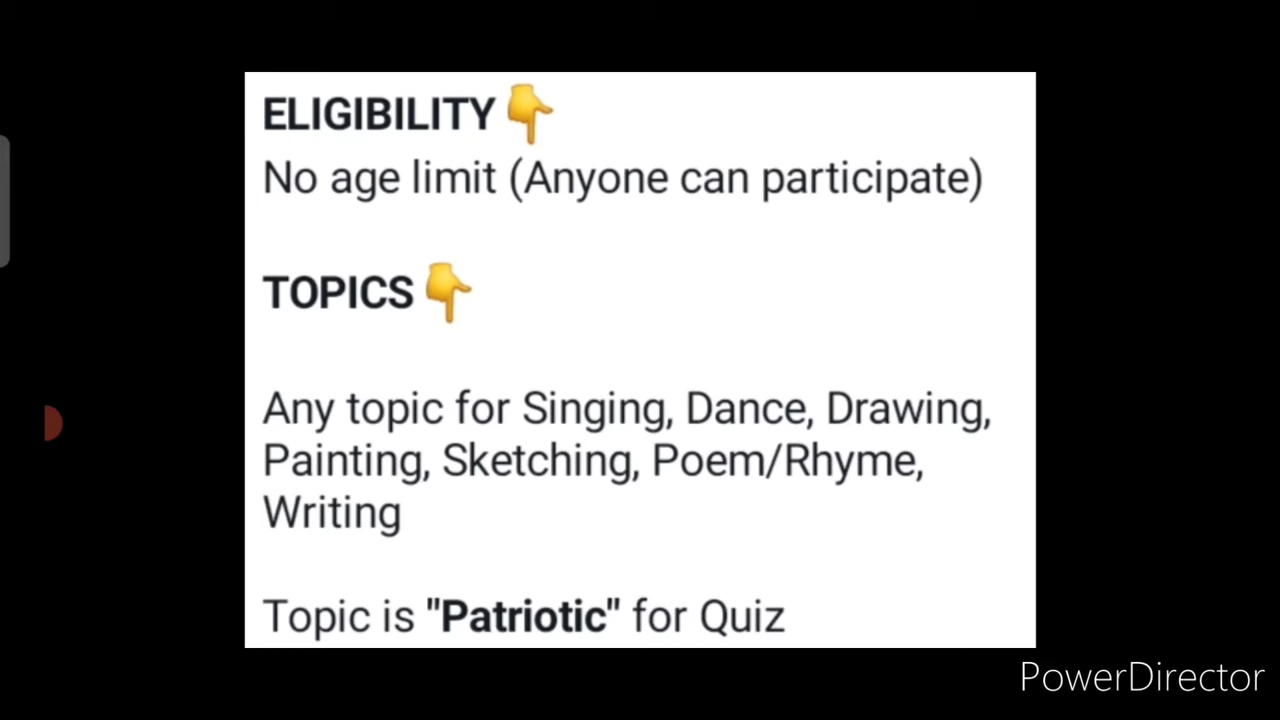 ELIGIBILITY👇
No age limit (Anyone can participate)
TOPICS👇
Any topic for Singing, Dance, Drawing,
Painting, Sketching, Poem/Rhyme,
Writing
Topic is "Patriotic" for Quiz
PowerDirector